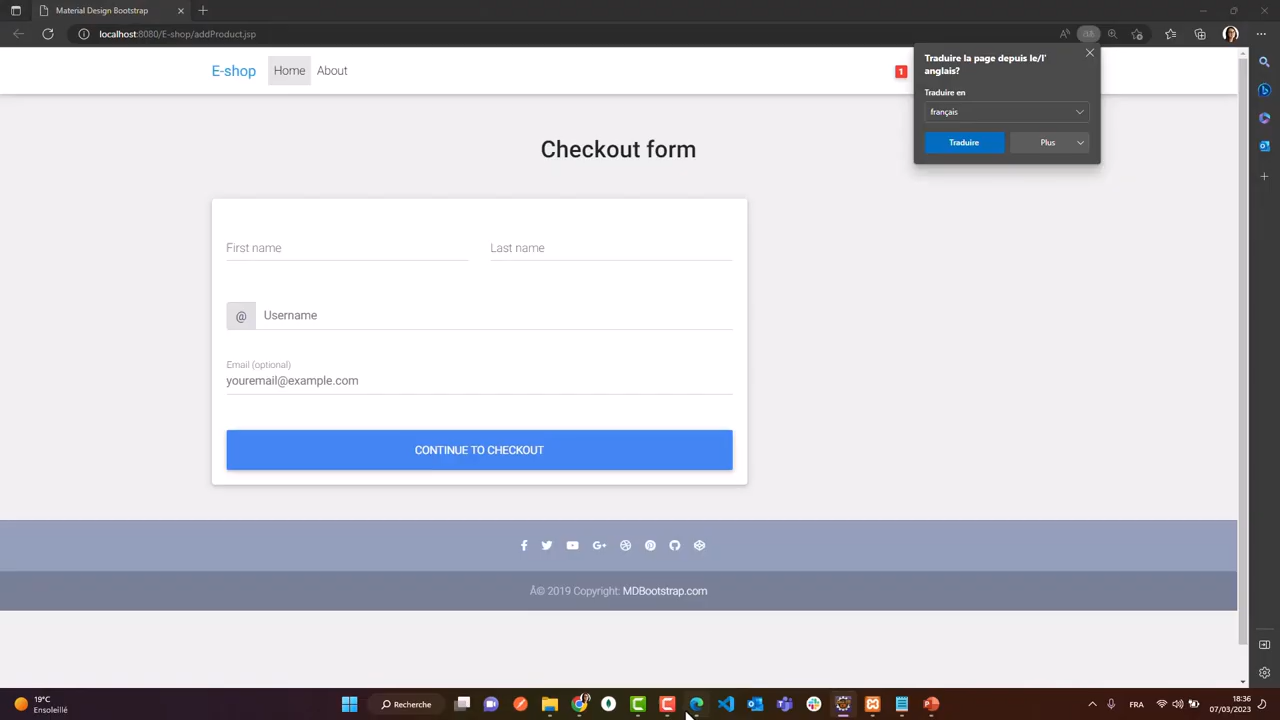 Material Design Bootstrap
localhost:8080/E-shop/addProduct.jsp
E-shop
Home
About
1
Traduire la page depuis le/l'
anglais?
Traduire en
français
Traduire
Plus
Checkout form
First name
Last name
@
Username
Email (optional)
youremail@example.com
CONTINUE TO CHECKOUT
Â© 2019 Copyright: MDBootstrap.com
19°C
Ensoleillé
Recherche
FRA
18:36
07/03/2023